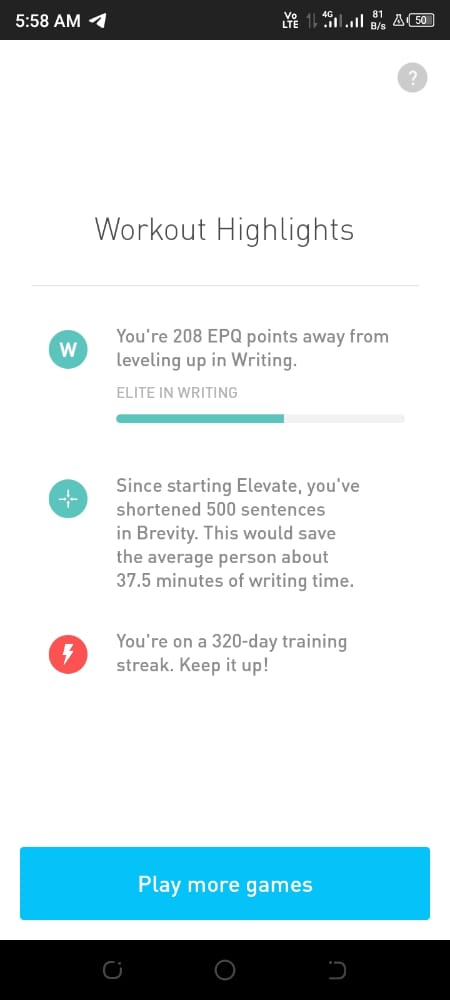 5:58 AM
Vo LTE 4G 81 B/s 50
?
Workout Highlights
W
You're 208 EPQ points away from
leveling up in Writing.
ELITE IN WRITING
Since starting Elevate, you've
shortened 500 sentences
in Brevity. This would save
the average person about
37.5 minutes of writing time.
You're on a 320-day training
streak. Keep it up!
Play more games